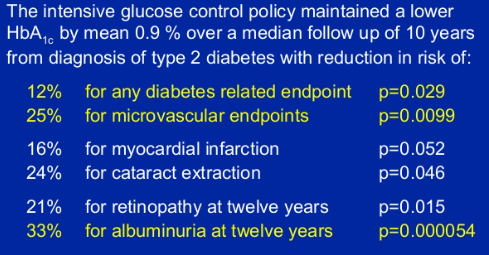 The intensive glucose control policy maintained a lower
HbA1c by mean 0.9 % over a median follow up of 10 years
from diagnosis of type 2 diabetes with reduction in risk of:
12% for any diabetes related endpoint p=0.029
25% for microvascular endpoints p=0.0099
16% for myocardial infarction p=0.052
24% for cataract extraction p=0.046
21% for retinopathy at twelve years p=0.015
33% for albuminuria at twelve years p=0.000054